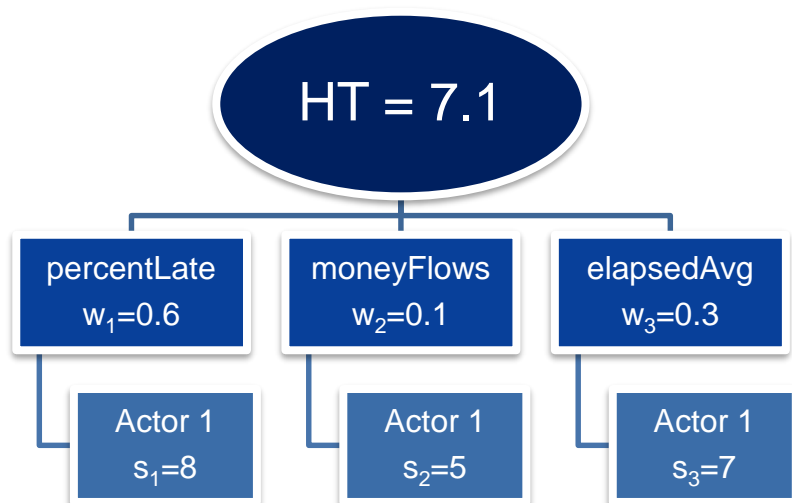 HT = 7.1
percentLate
w₁=0.6
moneyFlows
w₂=0.1
elapsedAvg
w₃=0.3
Actor 1
s₁=8
Actor 1
s₂=5
Actor 1
s₃=7